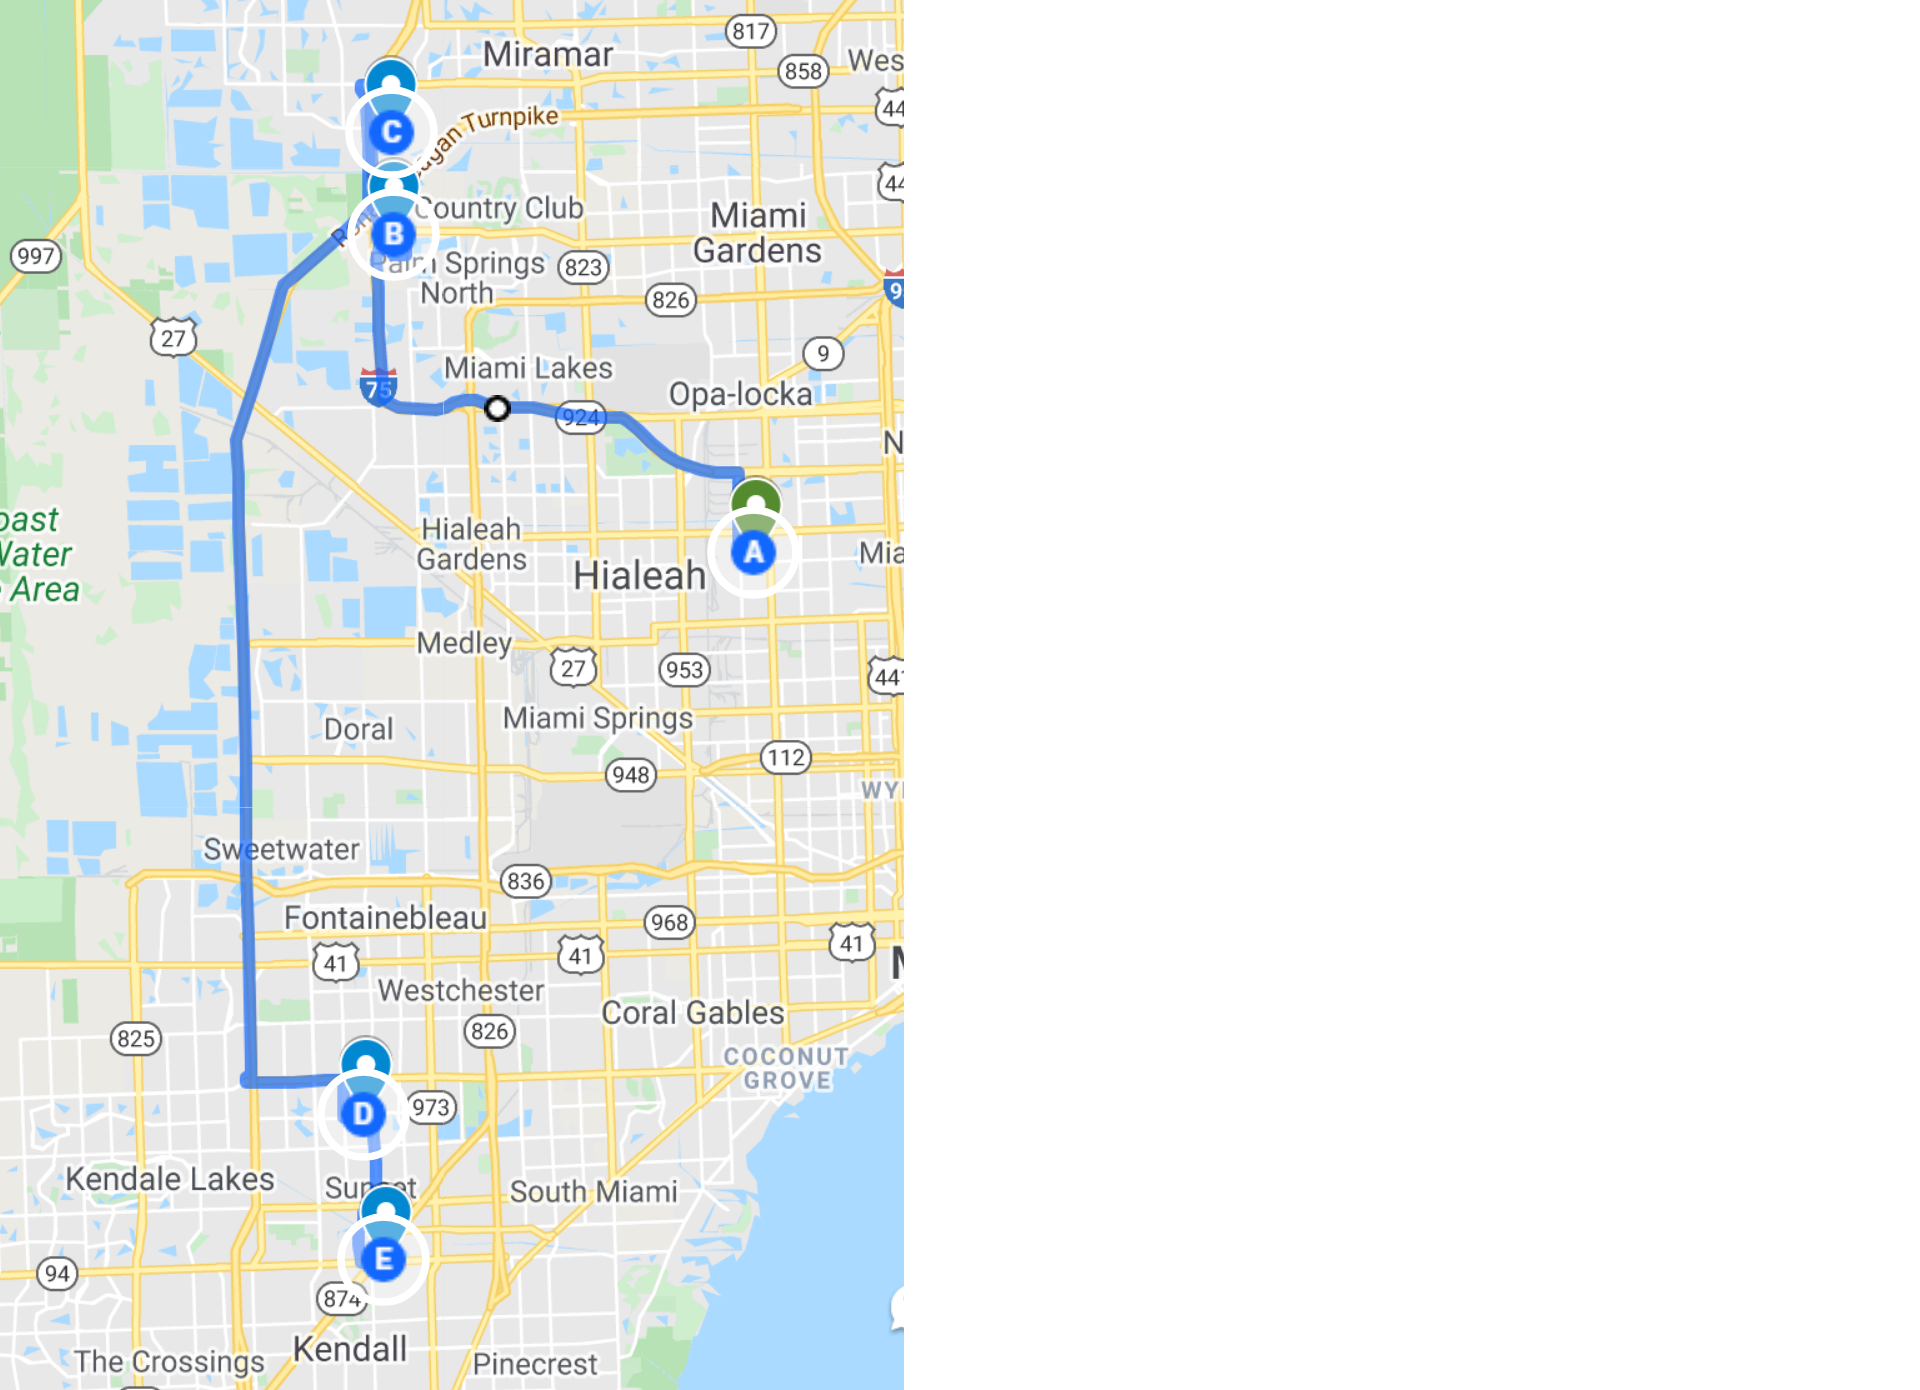 817
Miramar
858
Wes
44
C
Turnpike
44
Country Club
Miami
Gardens
B
997
Palm Springs
North
823
826
9
27
9
Miami Lakes
75
Opa-locka
924
N
oast
Water
Area
Hialeah
Gardens
A
Mia
Hialeah
Medley
27
953
441
Miami Springs
Doral
112
948
WY
Sweetwater
836
Fontainebleau
968
41
41
41
M
Westchester
Coral Gables
825
826
COCONUT
GROVE
D
973
Kendale Lakes
Sunset
South Miami
E
94
874
Kendall
The Crossings
Pinecrest